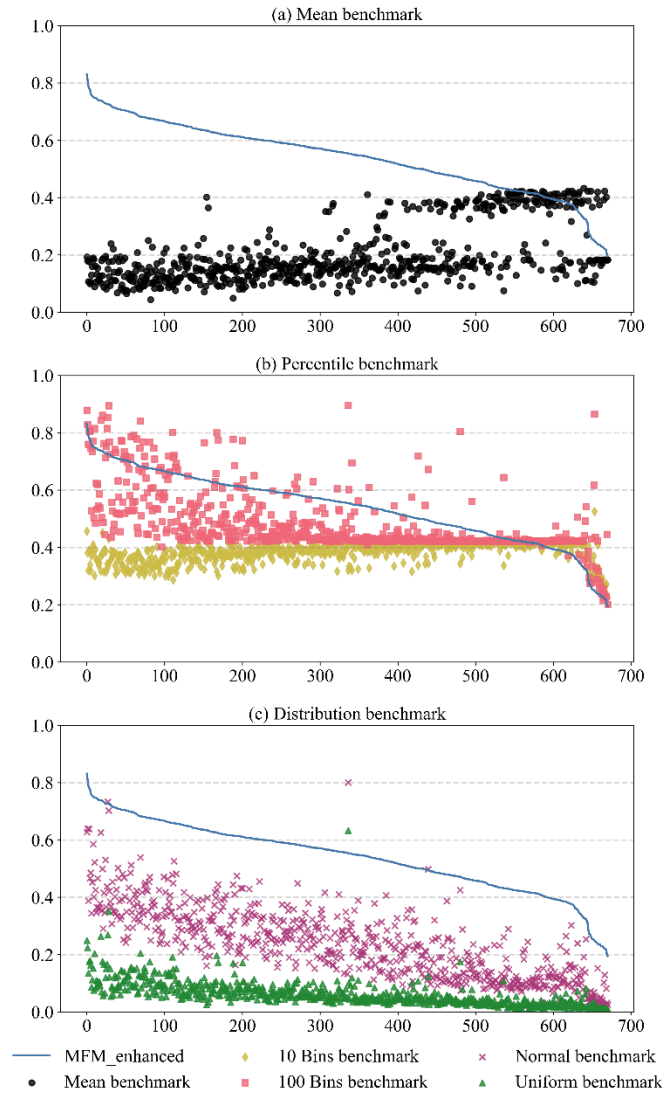 (a) Mean benchmark
1.0
0.8
0.6
0.4
0.2
0.0
0 100 200 300 400 500 600 700
(b) Percentile benchmark
1.0
0.8
0.6
0.4
0.2
0.0
0 100 200 300 400 500 600 700
(c) Distribution benchmark
1.0
0.8
0.6
0.4
0.2
0.0
0 100 200 300 400 500 600 700
MFM_enhanced 10 Bins benchmark Normal benchmark
Mean benchmark 100 Bins benchmark Uniform benchmark